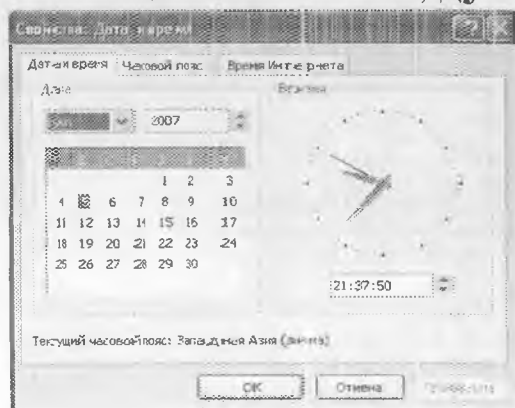 Свойства: Дата и время
Дата и время Часовой пояс Время Интернета
Дата Время
2007
1 2 3
4 6 7 8 9 10
11 12 13 14 15 16 17
18 19 20 21 22 23 24
25 26 27 28 29 30
21:37:50
Текущий часовой пояс: Западная Азия (зима)
OK Отмена Применить